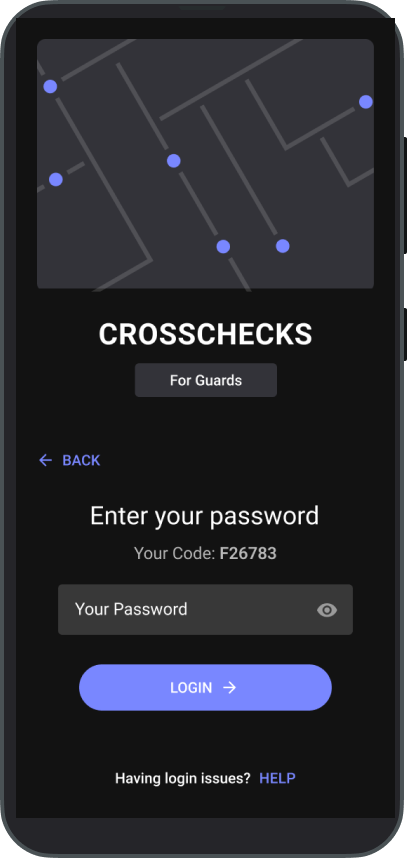 CROSSCHECKS
For Guards
← BACK
Enter your password
Your Code: F26783
Your Password
LOGIN →
Having login issues? HELP